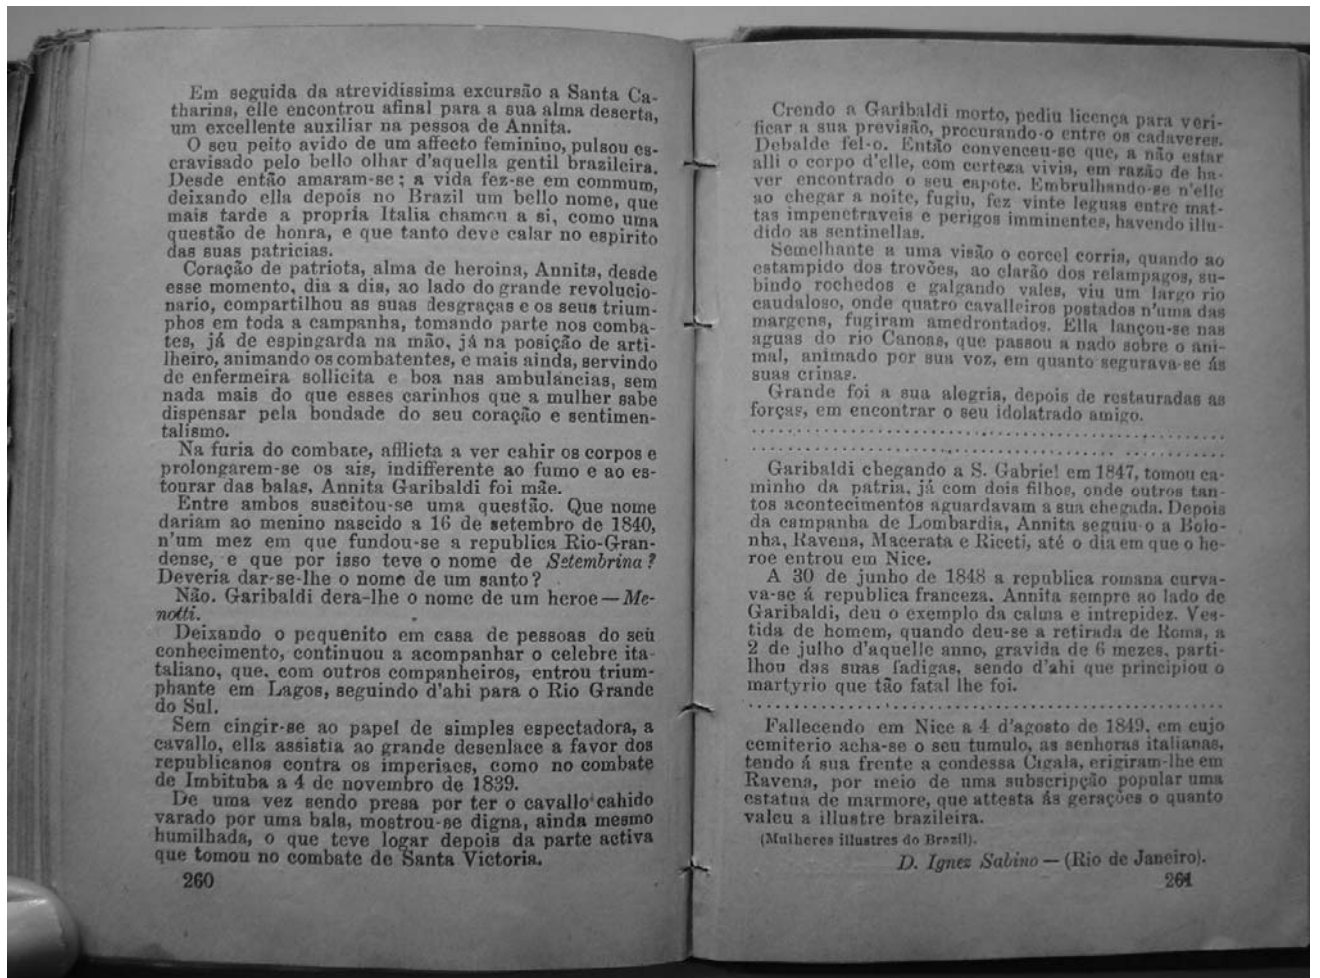 Em seguida da atrevidissima excursão a Santa Ca-
tharina, elle encontrou afinal para a sua alma deserta,
um excellente auxiliar na pessoa de Annita.
O seu peito avido de um affecto feminino, pulsou es-
cravisado pelo bello olhar d'aquella gentil brazileira.
Desde então amaram-se; a vida fez-se em commum,
deixando ella depois no Brazil um bello nome, que
mais tarde a propria Italia chamou a si, como uma
questão de honra, e que tanto deve calar no espirito
das suas patricias.
Coração de patriota, alma de heroina, Annita, desde
esse momento, dia a dia, ao lado do grande revolucio-
nario, compartilhou as suas desgraças e os seus trium-
phos em toda a campanha, tomando parte nos comba-
tes, já de espingarda na mão, já na posição de arti-
lheiro, animando os combatentes, e mais ainda, servindo
de enfermeira sollicita e boa nas ambulancias, sem
nada mais do que esses carinhos que a mulher sabe
dispensar pela bondade do seu coração e sentimen-
talismo.
Na furia do combate, afflicta a ver cahir os corpos e
prolongarem-se os ais, indifferente ao fumo e ao es-
tourar das balas, Annita Garibaldi foi mãe.
Entre ambos suscitou-se uma questão. Que nome
dariam ao menino nascido a 16 de setembro de 1840,
n'um mez em que fundou-se a republica Rio-Gran-
dense, e que por isso teve o nome de Setembrina?
Deveria dar-se-lhe o nome de um santo?
Não. Garibaldi dera-lhe o nome de um heroe — Me-
notti.
Deixando o pequenito em casa de pessoas do seu
conhecimento, continuou a acompanhar o celebre ita-
taliano, que, com outros companheiros, entrou trium-
phante em Lagos, seguindo d'ahi para o Rio Grande
do Sul.
Sem cingir-se ao papel de simples espectadora, a
cavallo, ella assistia ao grande desenlace a favor dos
republicanos contra os imperiaes, como no combate
de Imbituba a 4 de novembro de 1839.
De uma vez sendo presa por ter o cavallo cahido
varado por uma bala, mostrou-se digna, ainda mesmo
humilhada, o que teve logar depois da parte activa
que tomou no combate de Santa Victoria.
260
Crendo a Garibaldi morto, pediu licença para veri-
ficar a sua previsão, procurando-o entre os cadaveres.
Debalde fel-o. Então convenceu-se que, a não estar
alli o corpo d'elle, com certeza vivia, em razão de ha-
ver encontrado o seu capote. Embrulhando-se n'elle
ao chegar a noite, fugiu, fez vinte leguas entre mat-
tas impenetraveis e perigos imminentes, havendo illu-
dido as sentinellas.
Semelhante a uma visão o corcel corria, quando ao
estampido dos trovões, ao clarão dos relampagos, su-
bindo rochedos e galgando vales, viu um largo rio
caudaloso, onde quatro cavalleiros postados n'uma das
margens, fugiram amedrontados. Ella lançou-se nas
aguas do rio Canoas, que passou a nado sobre o ani-
mal, animado por sua voz, em quanto segurava-se ás
suas crinas.
Grande foi a sua alegria, depois de restauradas as
forças, em encontrar o seu idolatrado amigo.
Garibaldi chegando a S. Gabriel em 1847, tomou ca-
minho da patria, já com dois filhos, onde outros tan-
tos acontecimentos aguardavam a sua chegada. Depois
da campanha de Lombardia, Annita seguiu-o a Bolo-
nha, Ravena, Macerata e Riceti, até o dia em que o he-
roe entrou em Nice.
A 30 de junho de 1848 a republica romana curva-
va-se á republica franceza. Annita sempre ao lado de
Garibaldi, deu o exemplo da calma e intrepidez. Ves-
tida de homem, quando deu-se a retirada de Roma, a
2 de julho d'aquelle anno, gravida de 6 mezes, parti-
lhou das suas fadigas, sendo d'ahi que principiou o
martyrio que tão fatal lhe foi.
Fallecendo em Nice a 4 d'agosto de 1849, em cujo
cemiterio acha-se o seu tumulo, as senhoras italianas,
tendo á sua frente a condessa Cigala, erigiram-lhe em
Ravena, por meio de uma subscripção popular uma
estatua de marmore, que attesta ás gerações o quanto
valeu a illustre brazileira.
(Mulheres illustres do Brazil).
D. Ignez Sabino — (Rio de Janeiro).
261